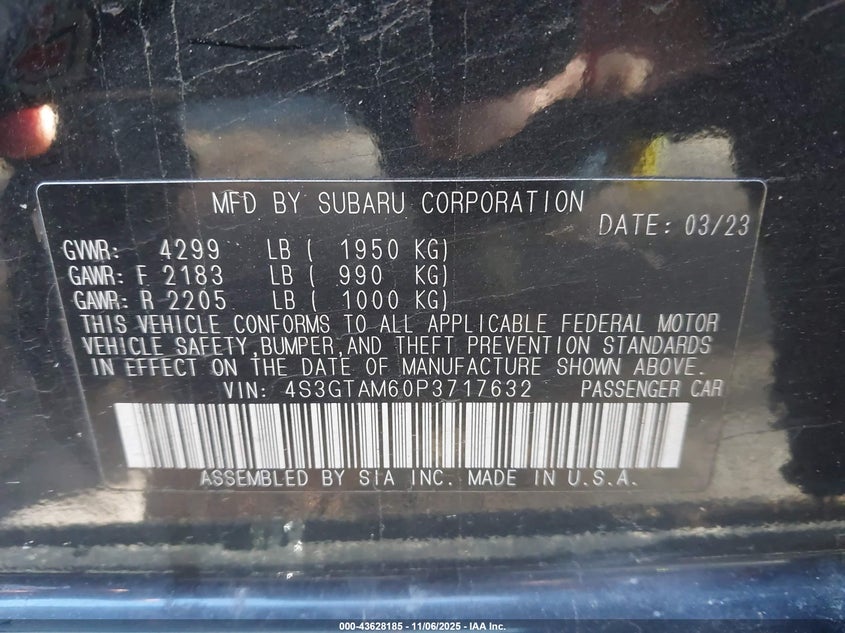 MFD BY SUBARU CORPORATION
DATE: 03/23
GVWR: 4299 LB ( 1950 KG)
GAWR: F 2183 LB ( 990 KG)
GAWR: R 2205 LB ( 1000 KG)
THIS VEHICLE CONFORMS TO ALL APPLICABLE FEDERAL MOTOR
VEHICLE SAFETY,BUMPER,AND THEFT PREVENTION STANDARDS
IN EFFECT ON THE DATE OF MANUFACTURE SHOWN ABOVE.
VIN: 4S3GTAM60P3717632 PASSENGER CAR
ASSEMBLED BY SIA INC. MADE IN U.S.A.
000-43628185 - 11/06/2025 - IAA Inc.